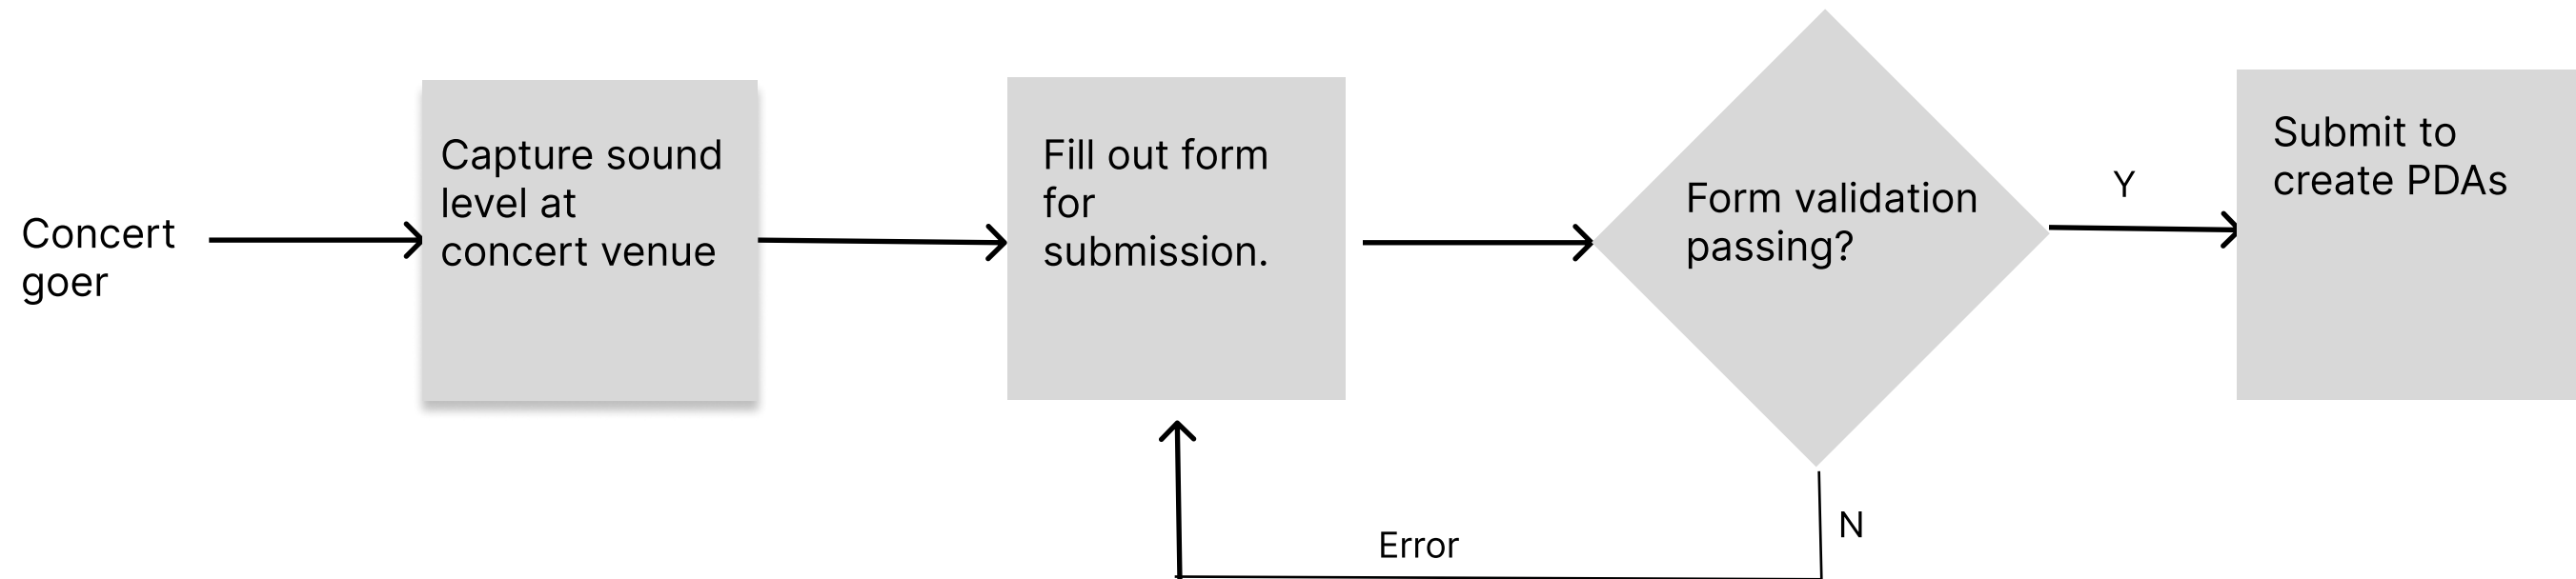 Concert
goer
Capture sound
level at
concert venue
Fill out form
for
submission.
Form validation
passing?
Y
Submit to
create PDAs
N
Error